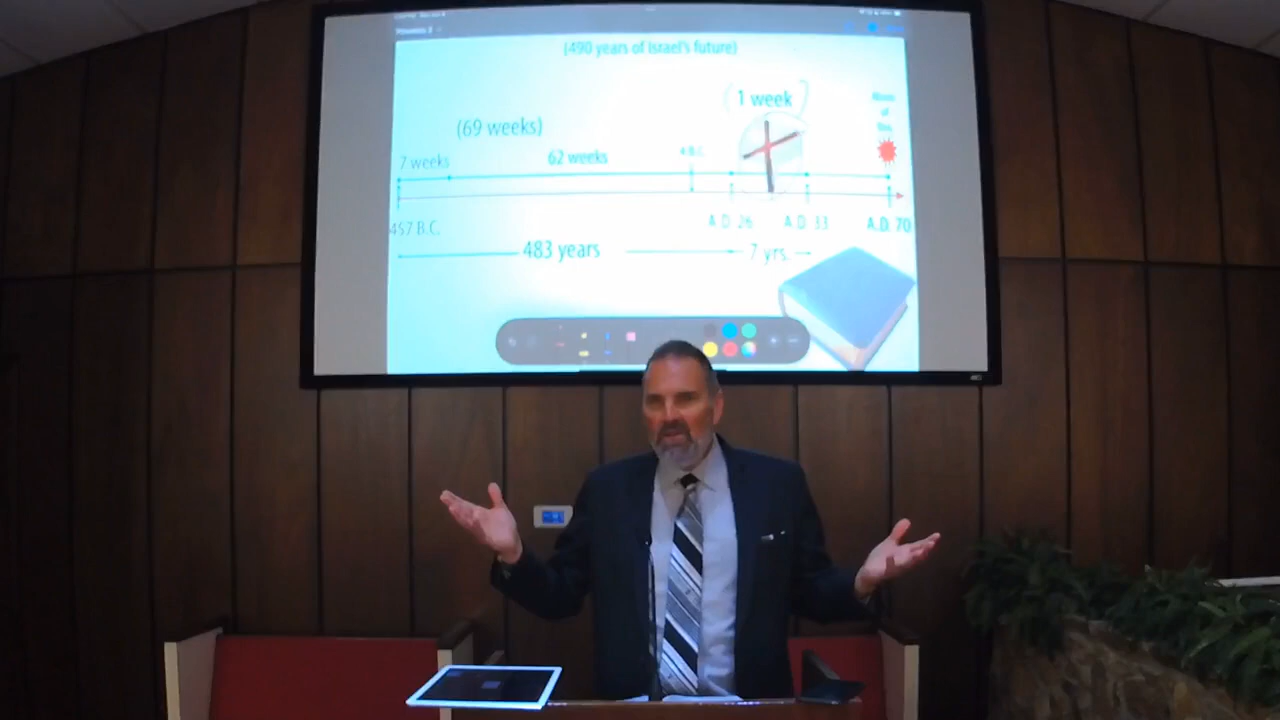 (490 years of Israel's future)
1 week
(69 weeks)
7 weeks
62 weeks
4 B.C.
457 B.C.
A.D. 26
A.D. 33
A.D. 70
483 years
7 yrs.